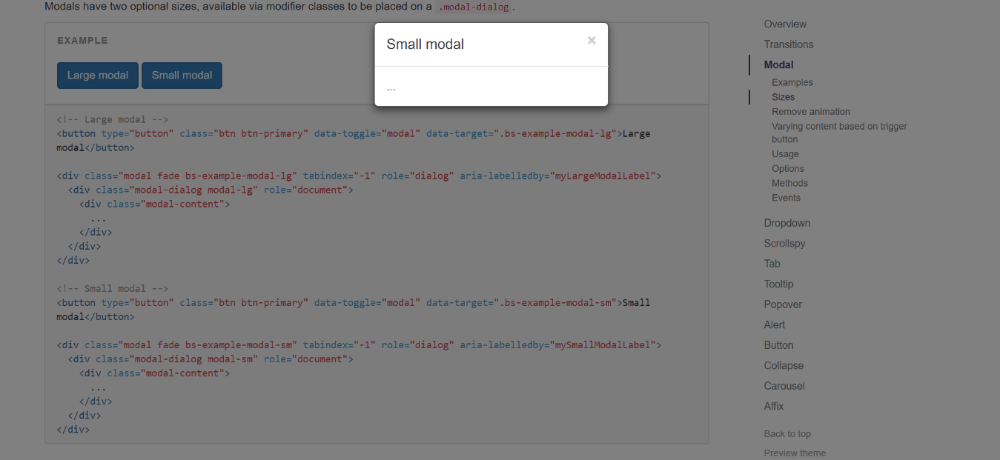 Modals have two optional sizes, available via modifier classes to be placed on a .modal-dialog.
EXAMPLE
Large modal Small modal
Small modal ×
...
<!-- Large modal -->
<button type="button" class="btn btn-primary" data-toggle="modal" data-target=".bs-example-modal-lg">Large
modal</button>
<div class="modal fade bs-example-modal-lg" tabindex="-1" role="dialog" aria-labelledby="myLargeModalLabel">
<div class="modal-dialog modal-lg" role="document">
<div class="modal-content">
...
</div>
</div>
</div>
<!-- Small modal -->
<button type="button" class="btn btn-primary" data-toggle="modal" data-target=".bs-example-modal-sm">Small
modal</button>
<div class="modal fade bs-example-modal-sm" tabindex="-1" role="dialog" aria-labelledby="mySmallModalLabel">
<div class="modal-dialog modal-sm" role="document">
<div class="modal-content">
...
</div>
</div>
</div>
Overview
Transitions
Modal
Examples
Sizes
Remove animation
Varying content based on trigger
button
Usage
Options
Methods
Events
Dropdown
Scrollspy
Tab
Tooltip
Popover
Alert
Button
Collapse
Carousel
Affix
Back to top
Preview theme